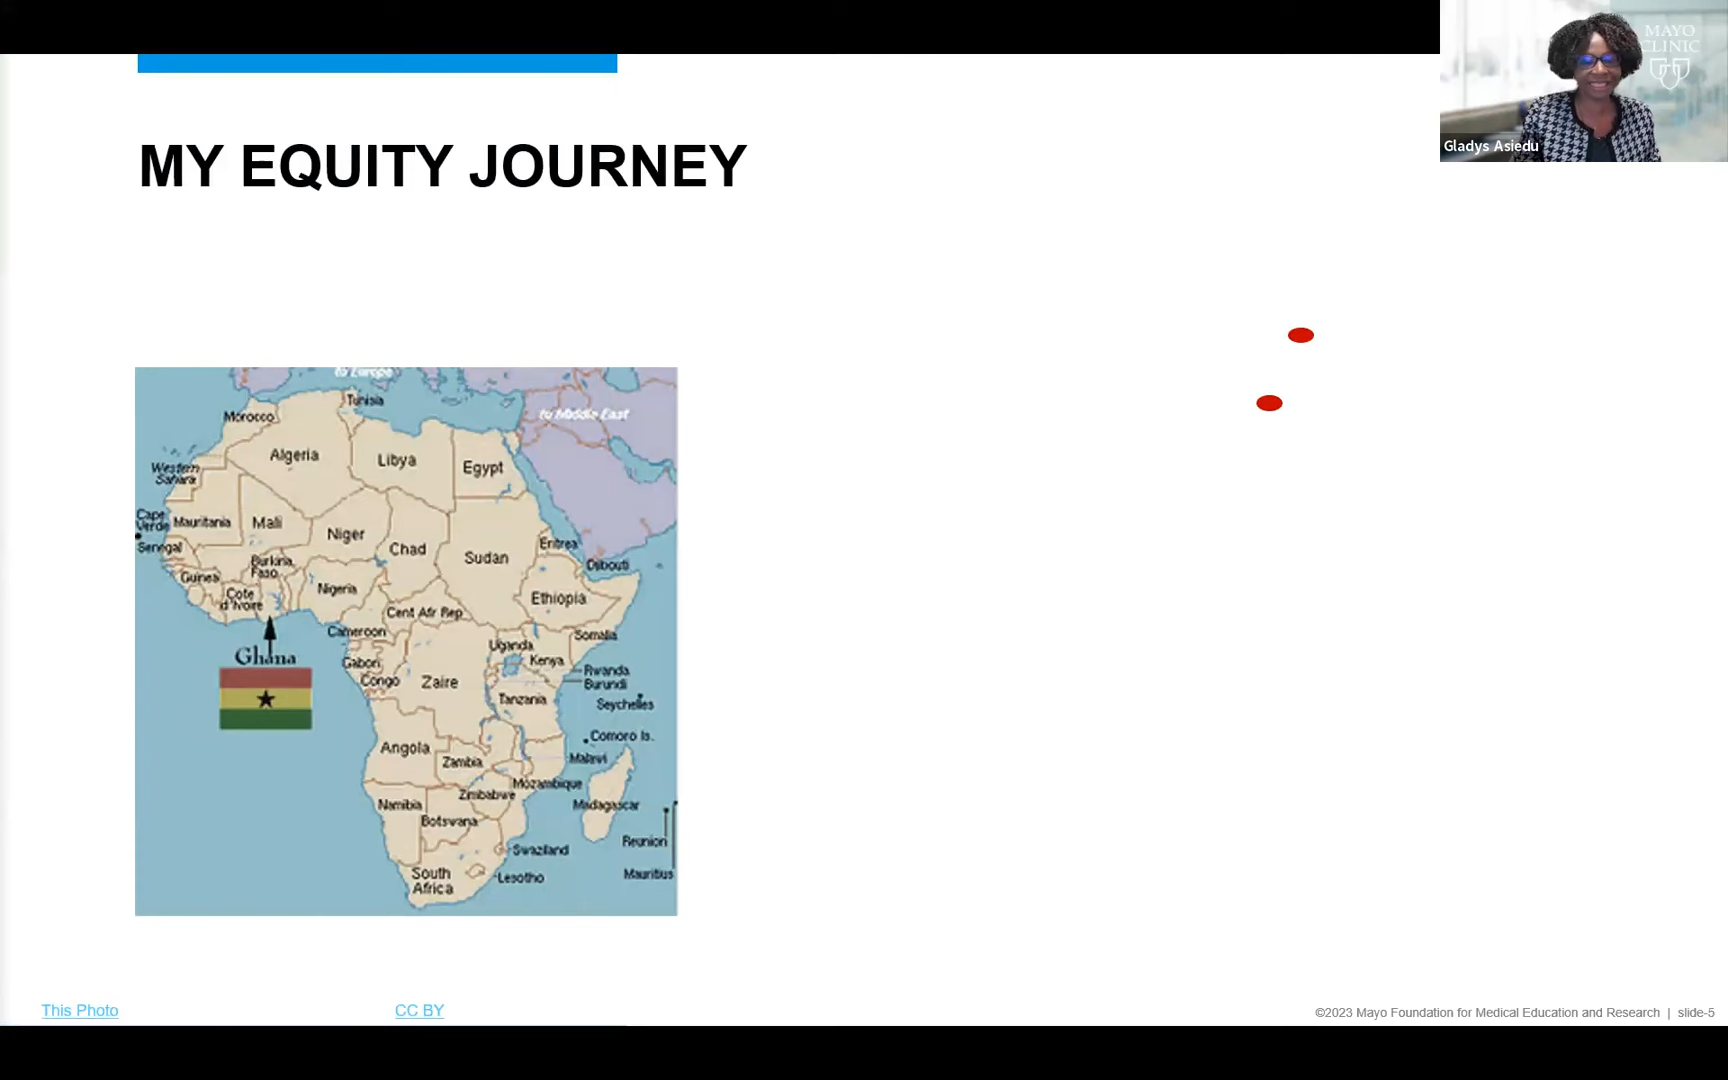 MAYO
CLINIC
Gladys Asiedu
MY EQUITY JOURNEY
to Europe
to Middle East
Tunisia
Morocco
Algeria
Libya
Egypt
Western
Sahara
Cape
Verde
Mauritania
Mali
Niger
Chad
Sudan
Eritrea
Djibouti
Senegal
Burkina
Faso
Guinea
Cote
d'Ivoire
Nigeria
Cent Afr Rep
Ethiopia
Cameroon
Somalia
Ghana
Gabon
Uganda
Kenya
Congo
Zaire
Rwanda
Burundi
Tanzania
Seychelles
Comoro Is.
Angola
Zambia
Malawi
Mozambique
Zimbabwe
Namibia
Madagascar
Botswana
Reunion
Swaziland
South
Africa
Lesotho
Mauritius
This Photo
CC BY
©2023 Mayo Foundation for Medical Education and Research | slide-5